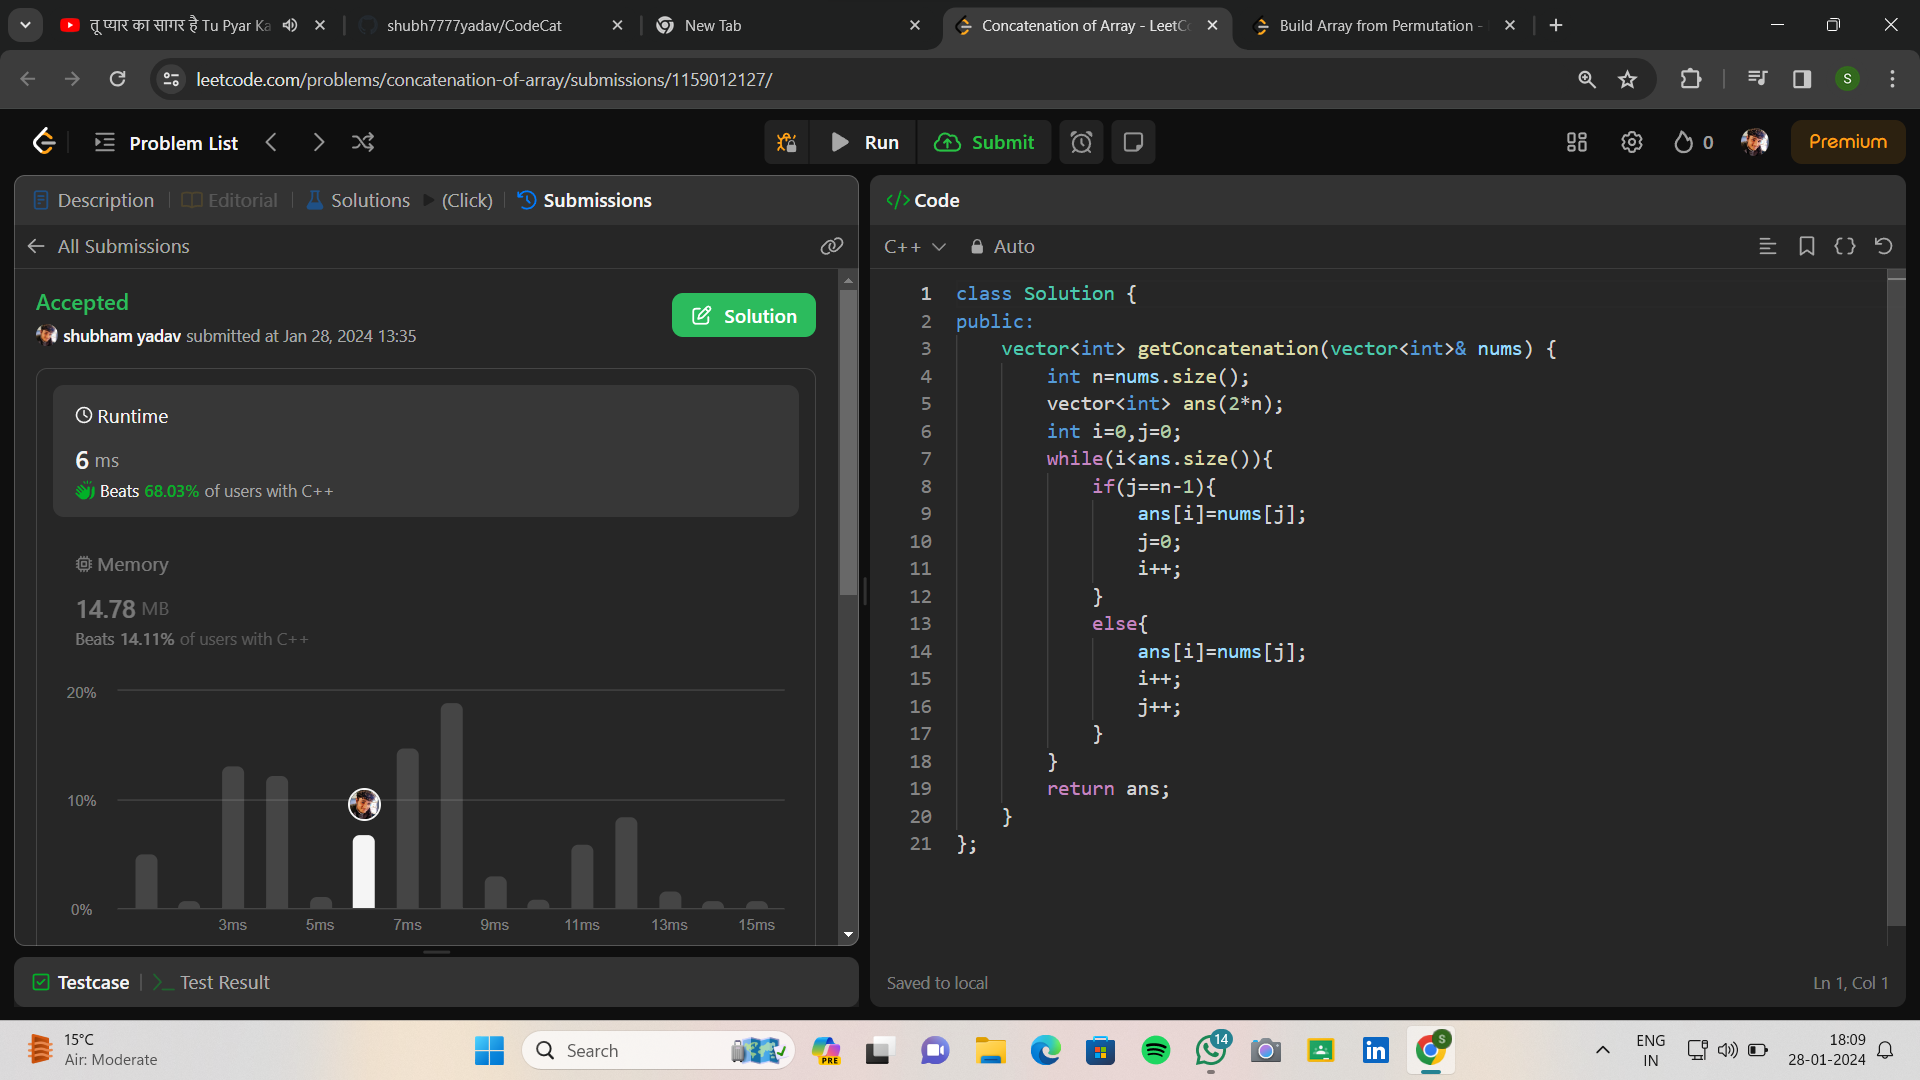 तू प्यार का सागर है Tu Pyar Ka
shubh7777yadav/CodeCat
New Tab
Concatenation of Array - LeetCo
Build Array from Permutation -
leetcode.com/problems/concatenation-of-array/submissions/1159012127/
S
Problem List
Run
Submit
0
Premium
Description
Editorial
Solutions
(Click)
Submissions
All Submissions
Accepted
shubham yadav submitted at Jan 28, 2024 13:35
Solution
Runtime
6 ms
Beats 68.03% of users with C++
Memory
14.78 MB
Beats 14.11% of users with C++
20%
10%
0%
3ms 5ms 7ms 9ms 11ms 13ms 15ms
Testcase
Test Result
</> Code
C++
Auto
1 class Solution {
2 public:
3 vector<int> getConcatenation(vector<int>& nums) {
4 int n=nums.size();
5 vector<int> ans(2*n);
6 int i=0,j=0;
7 while(i<ans.size()){
8 if(j==n-1){
9 ans[i]=nums[j];
10 j=0;
11 i++;
12 }
13 else{
14 ans[i]=nums[j];
15 i++;
16 j++;
17 }
18 }
19 return ans;
20 }
21 };
Saved to local
Ln 1, Col 1
15°C
Air: Moderate
Search
PRE
14
in
S
ENG
IN
18:09
28-01-2024